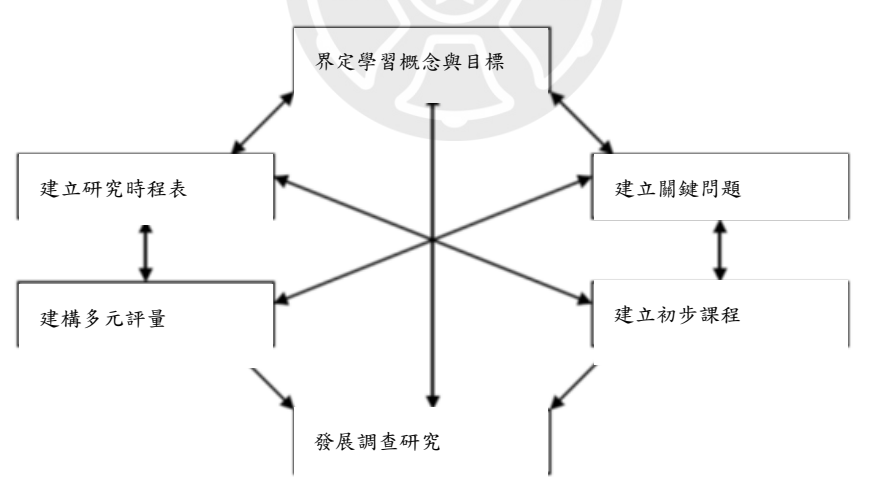 界定學習概念與目標
建立研究時程表
建立關鍵問題
建構多元評量
建立初步課程
發展調查研究